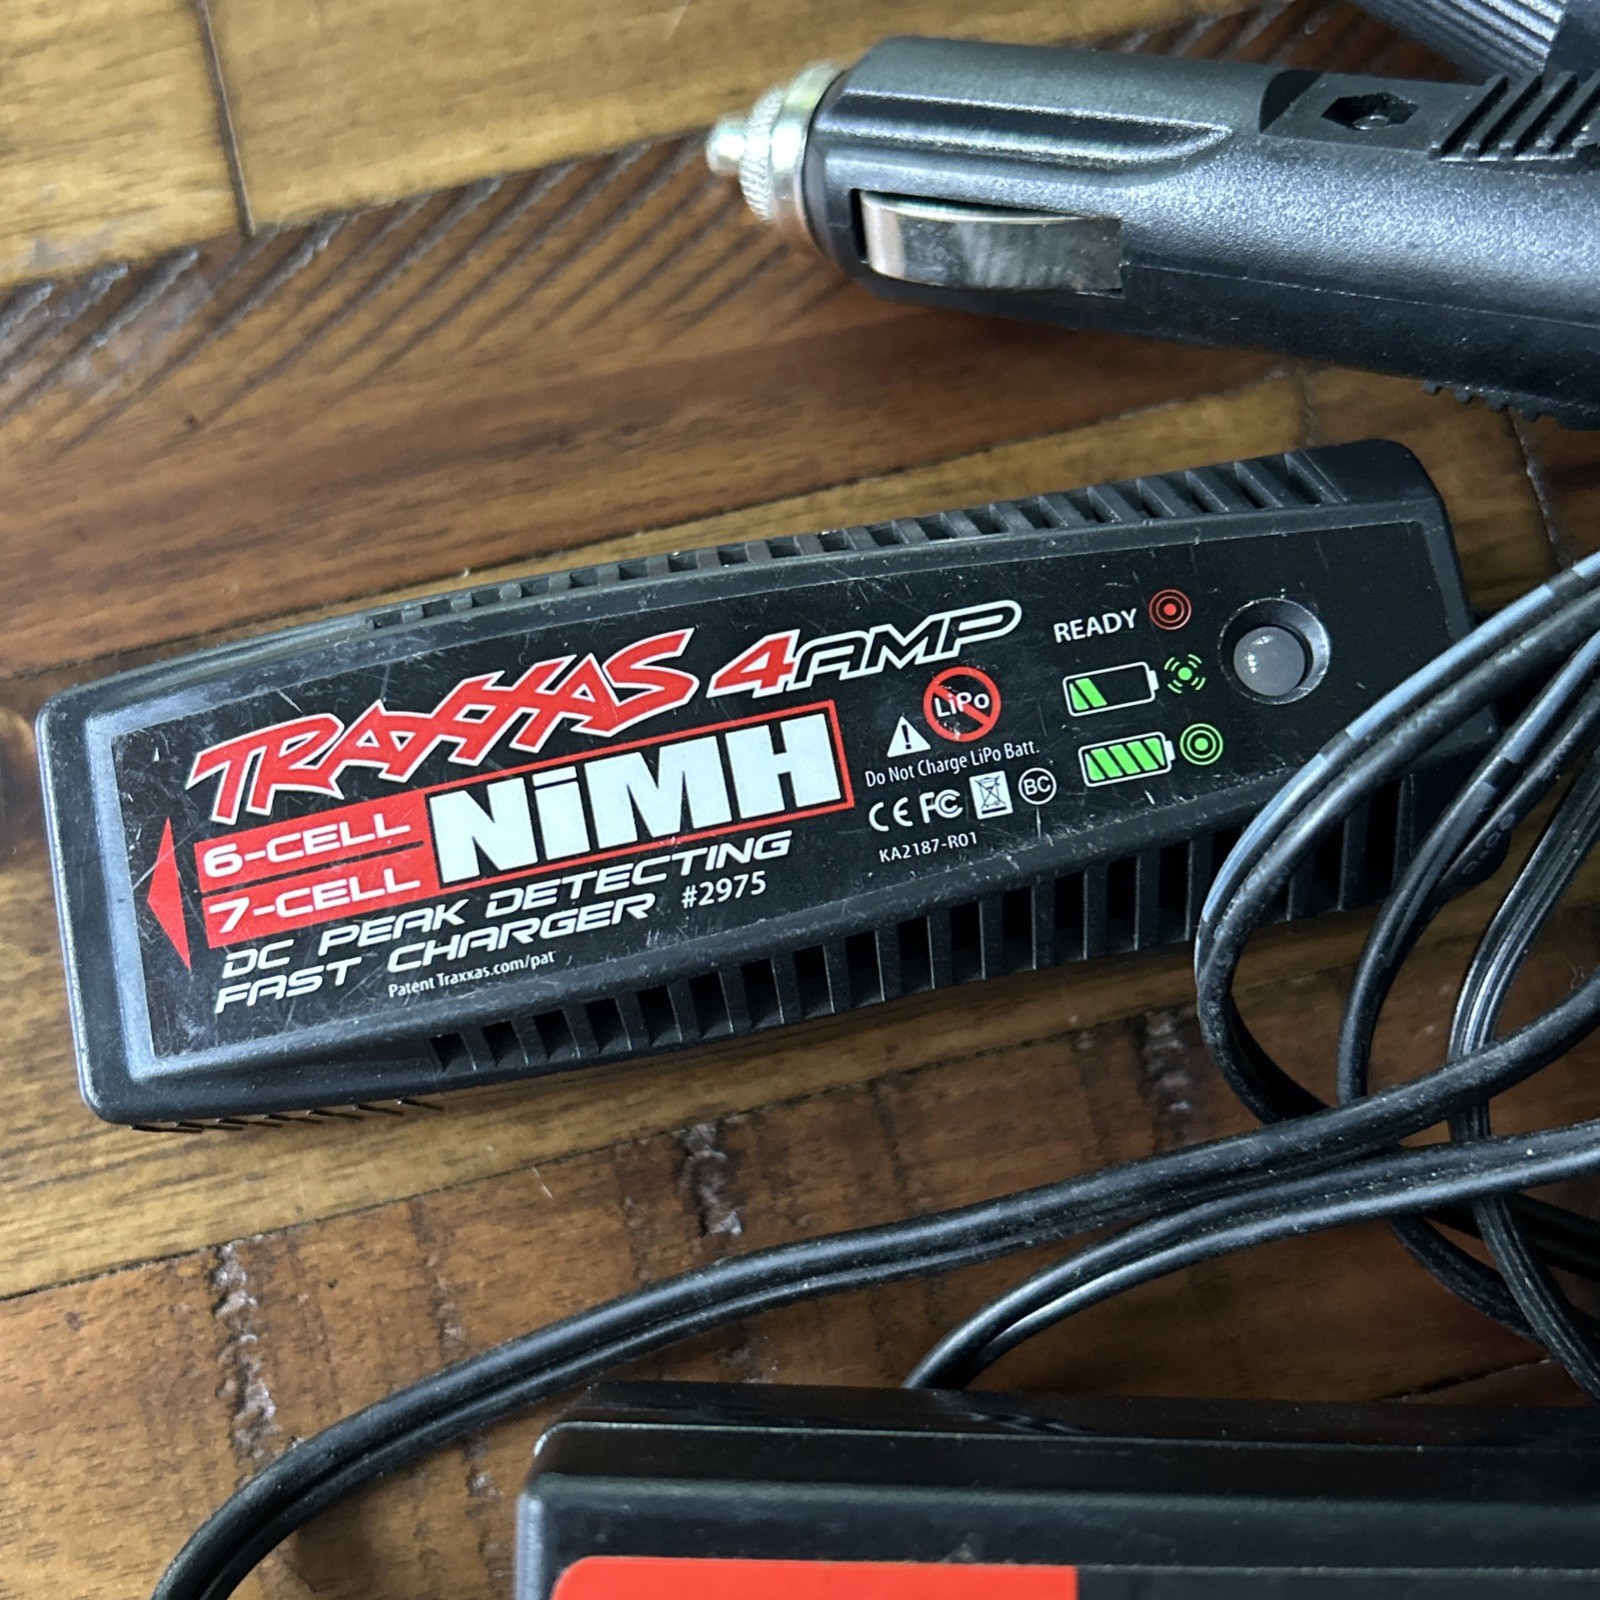 TRAXXAS 4AMP
6-CELL
7-CELL
NiMH
DC PEAK DETECTING
FAST CHARGER #2975
Patent Traxxas.com/pat
LiPo
Do Not Charge LiPo Batt.
CE FC BC
KA2187-R01
READY